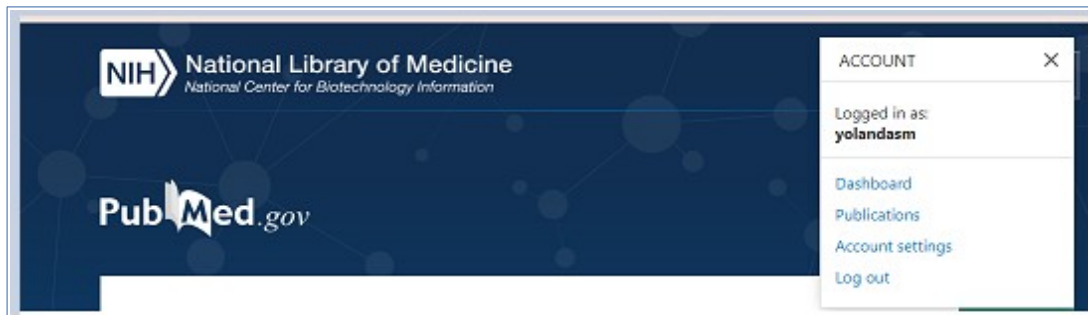 NIH National Library of Medicine
National Center for Biotechnology Information
PubMed.gov
ACCOUNT
Logged in as:
yolandasm
Dashboard
Publications
Account settings
Log out